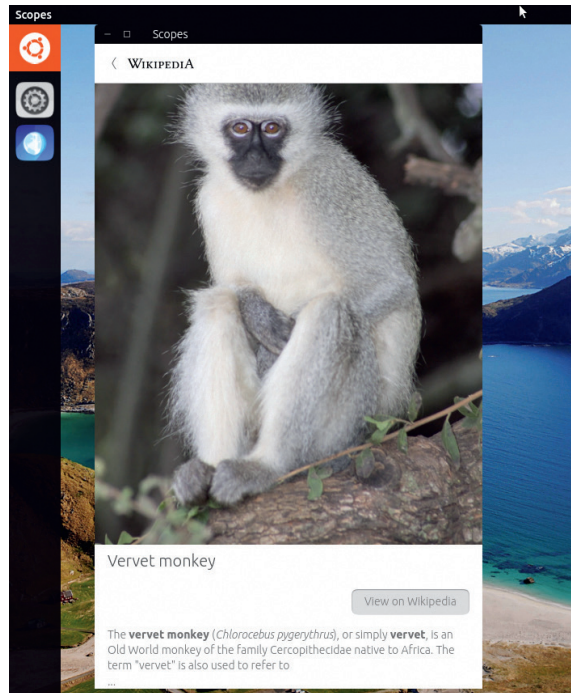 Scopes
Scopes
〈 WIKIPEDIA
Vervet monkey
View on Wikipedia
The vervet monkey (Chlorocebus pygerythrus), or simply vervet, is an
Old World monkey of the family Cercopithecidae native to Africa. The
term "vervet" is also used to refer to
...